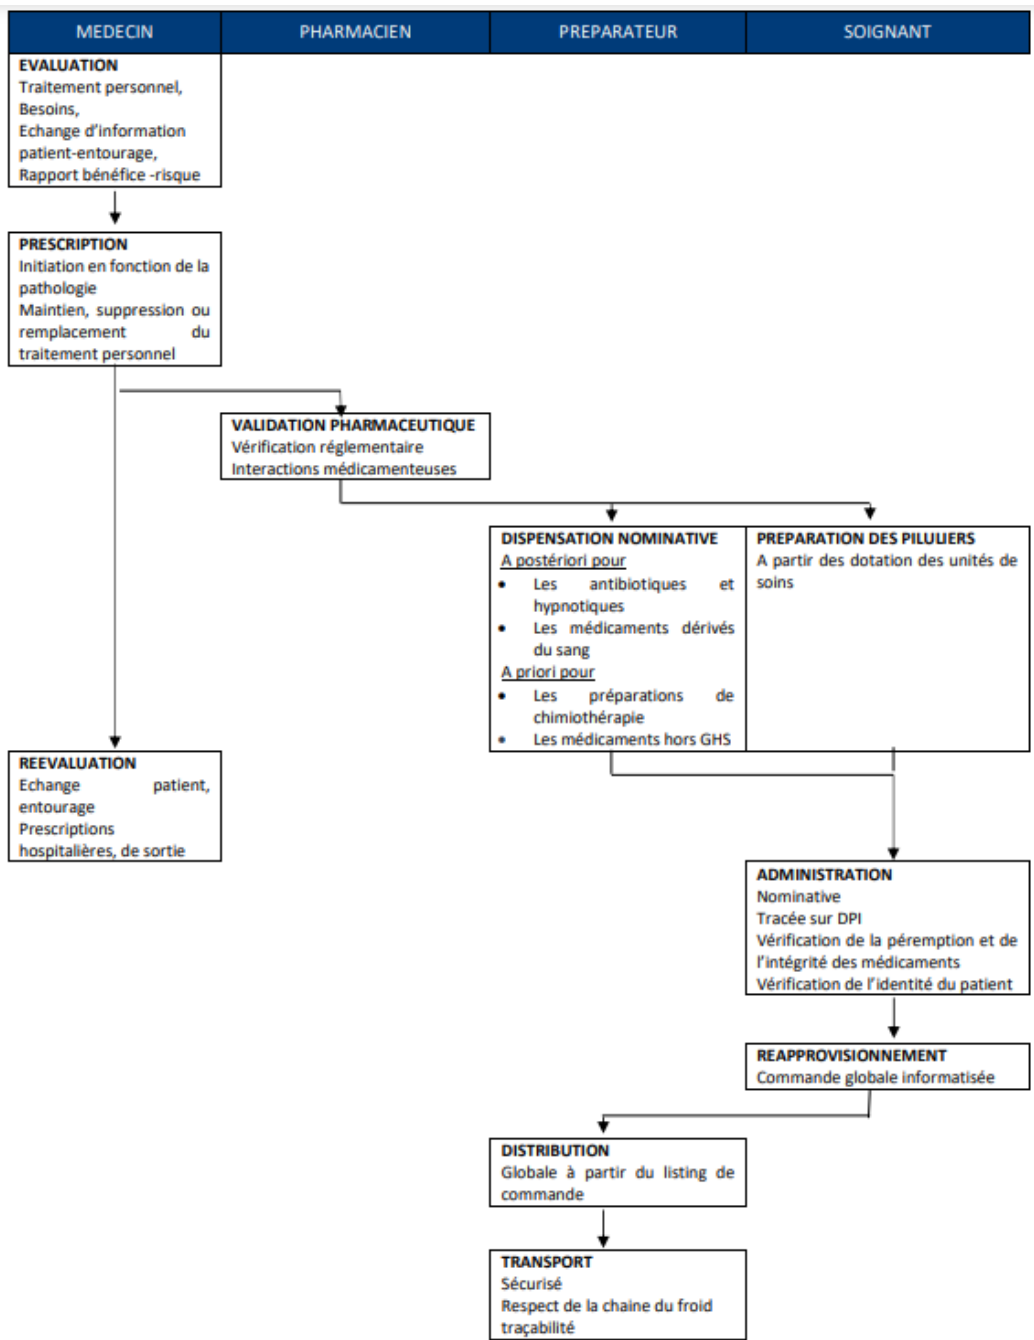 MEDECIN PHARMACIEN PREPARATEUR SOIGNANT
EVALUATION
Traitement personnel,
Besoins,
Echange d'information
patient-entourage,
Rapport bénéfice -risque
PRESCRIPTION
Initiation en fonction de la
pathologie
Maintien, suppression ou
remplacement du
traitement personnel
VALIDATION PHARMACEUTIQUE
Vérification réglementaire
Interactions médicamenteuses
DISPENSATION NOMINATIVE
A postériori pour
• Les antibiotiques et
hypnotiques
• Les médicaments dérivés
du sang
A priori pour
• Les préparations de
chimiothérapie
• Les médicaments hors GHS
PREPARATION DES PILULIERS
A partir des dotation des unités de
soins
REEVALUATION
Echange patient,
entourage
Prescriptions
hospitalières, de sortie
ADMINISTRATION
Nominative
Tracée sur DPI
Vérification de la péremption et de
l'intégrité des médicaments
Vérification de l'identité du patient
REAPPROVISIONNEMENT
Commande globale informatisée
DISTRIBUTION
Globale à partir du listing de
commande
TRANSPORT
Sécurisé
Respect de la chaine du froid
traçabilité